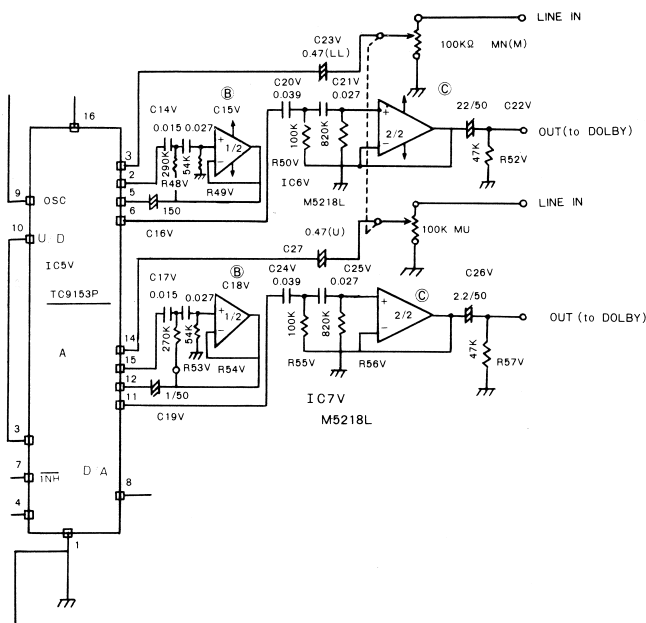 LINE IN
C23V
0.47(LL)
100KΩ MN(M)
16
B
C20V C21V
0.039 0.027
C
C14V C15V
0.015 0.027
22/50 C22V
3
2
5
6
290K
54K
1/2
+
-
100K
820K
+
-
2/2
OUT(to DOLBY)
47K
R52V
R48V
R49V
R50V
IC6V
M5218L
150
C16V
9
OSC
10
U D
IC5V
TC9153P
A
LINE IN
C27
0.47(U)
100K MU
B
C17V C18V
0.015 0.027
C24V C25V
0.039 0.027
C
C26V
2.2/50
14
15
12
11
270K
54K
+
-
1/2
100K
820K
+
-
2/2
OUT (to DOLBY)
47K
R57V
R53V
R54V
R55V
R56V
1/50
C19V
IC7V
M5218L
3
7
INH
D A
8
4
1